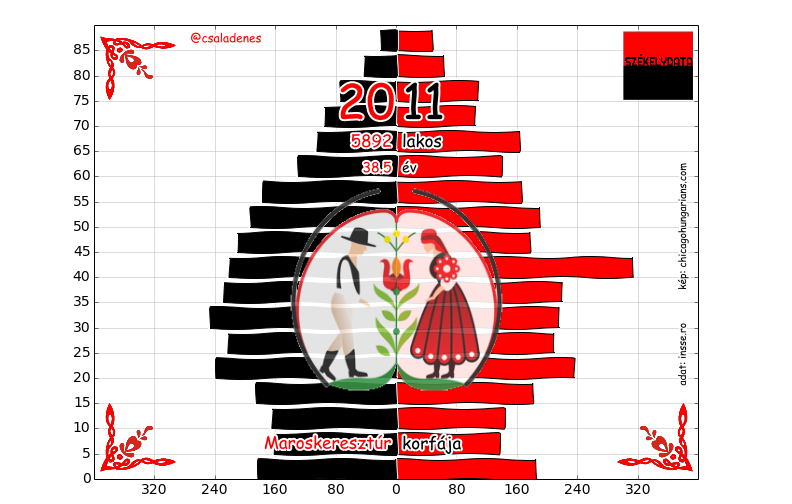 @csaladenes
SZÉKELYDATA
2011
5892 lakos
38.5 év
kép: chicagohungarians.com
adat: insse.ro
Maroskeresztúr korfája
85
80
75
70
65
60
55
50
45
40
35
30
25
20
15
10
5
0
320 240 160 80 0 80 160 240 320